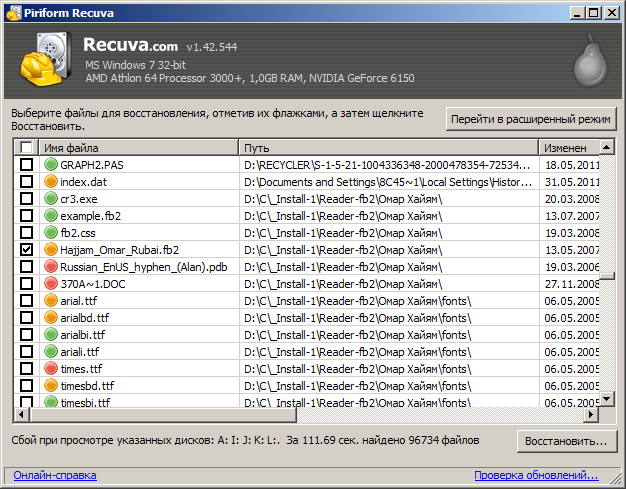 Piriform Recuva
Recuva.com v1.42.544
MS Windows 7 32-bit
AMD Athlon 64 Processor 3000+, 1,0GB RAM, NVIDIA GeForce 6150
Выберите файлы для восстановления, отметив их флажками, а затем щелкните
Восстановить.
Перейти в расширенный режим
Имя файла Путь Изменен
GRAPH2.PAS D:\RECYCLER\S-1-5-21-1004336348-2000478354-72534... 18.05.2011
index.dat D:\Documents and Settings\8C45~1\Local Settings\Histor... 31.05.2011
cr3.exe D:\C\_Install-1\Reader-fb2\Омар Хайям\ 20.03.2008
example.fb2 D:\C\_Install-1\Reader-fb2\Омар Хайям\ 13.07.2007
fb2.css D:\C\_Install-1\Reader-fb2\Омар Хайям\ 19.03.2008
Hajjam_Omar_Rubai.fb2 D:\C\_Install-1\Reader-fb2\Омар Хайям\ 13.05.2007
Russian_EnUS_hyphen_(Alan).pdb D:\C\_Install-1\Reader-fb2\Омар Хайям\ 19.03.2006
370A~1.DOC D:\C\_Install-1\Reader-fb2\Омар Хайям\ 27.11.2008
arial.ttf D:\C\_Install-1\Reader-fb2\Омар Хайям\fonts\ 06.05.2005
arialbd.ttf D:\C\_Install-1\Reader-fb2\Омар Хайям\fonts\ 06.05.2005
arialbi.ttf D:\C\_Install-1\Reader-fb2\Омар Хайям\fonts\ 06.05.2005
ariali.ttf D:\C\_Install-1\Reader-fb2\Омар Хайям\fonts\ 06.05.2005
times.ttf D:\C\_Install-1\Reader-fb2\Омар Хайям\fonts\ 06.05.2005
timesbd.ttf D:\C\_Install-1\Reader-fb2\Омар Хайям\fonts\ 06.05.2005
timesbi.ttf D:\C\_Install-1\Reader-fb2\Омар Хайям\fonts\ 06.05.2005
Сбой при просмотре указанных дисков: A: I: J: K: L:. За 111.69 сек. найдено 96734 файлов
Восстановить...
Онлайн-справка Проверка обновлений...